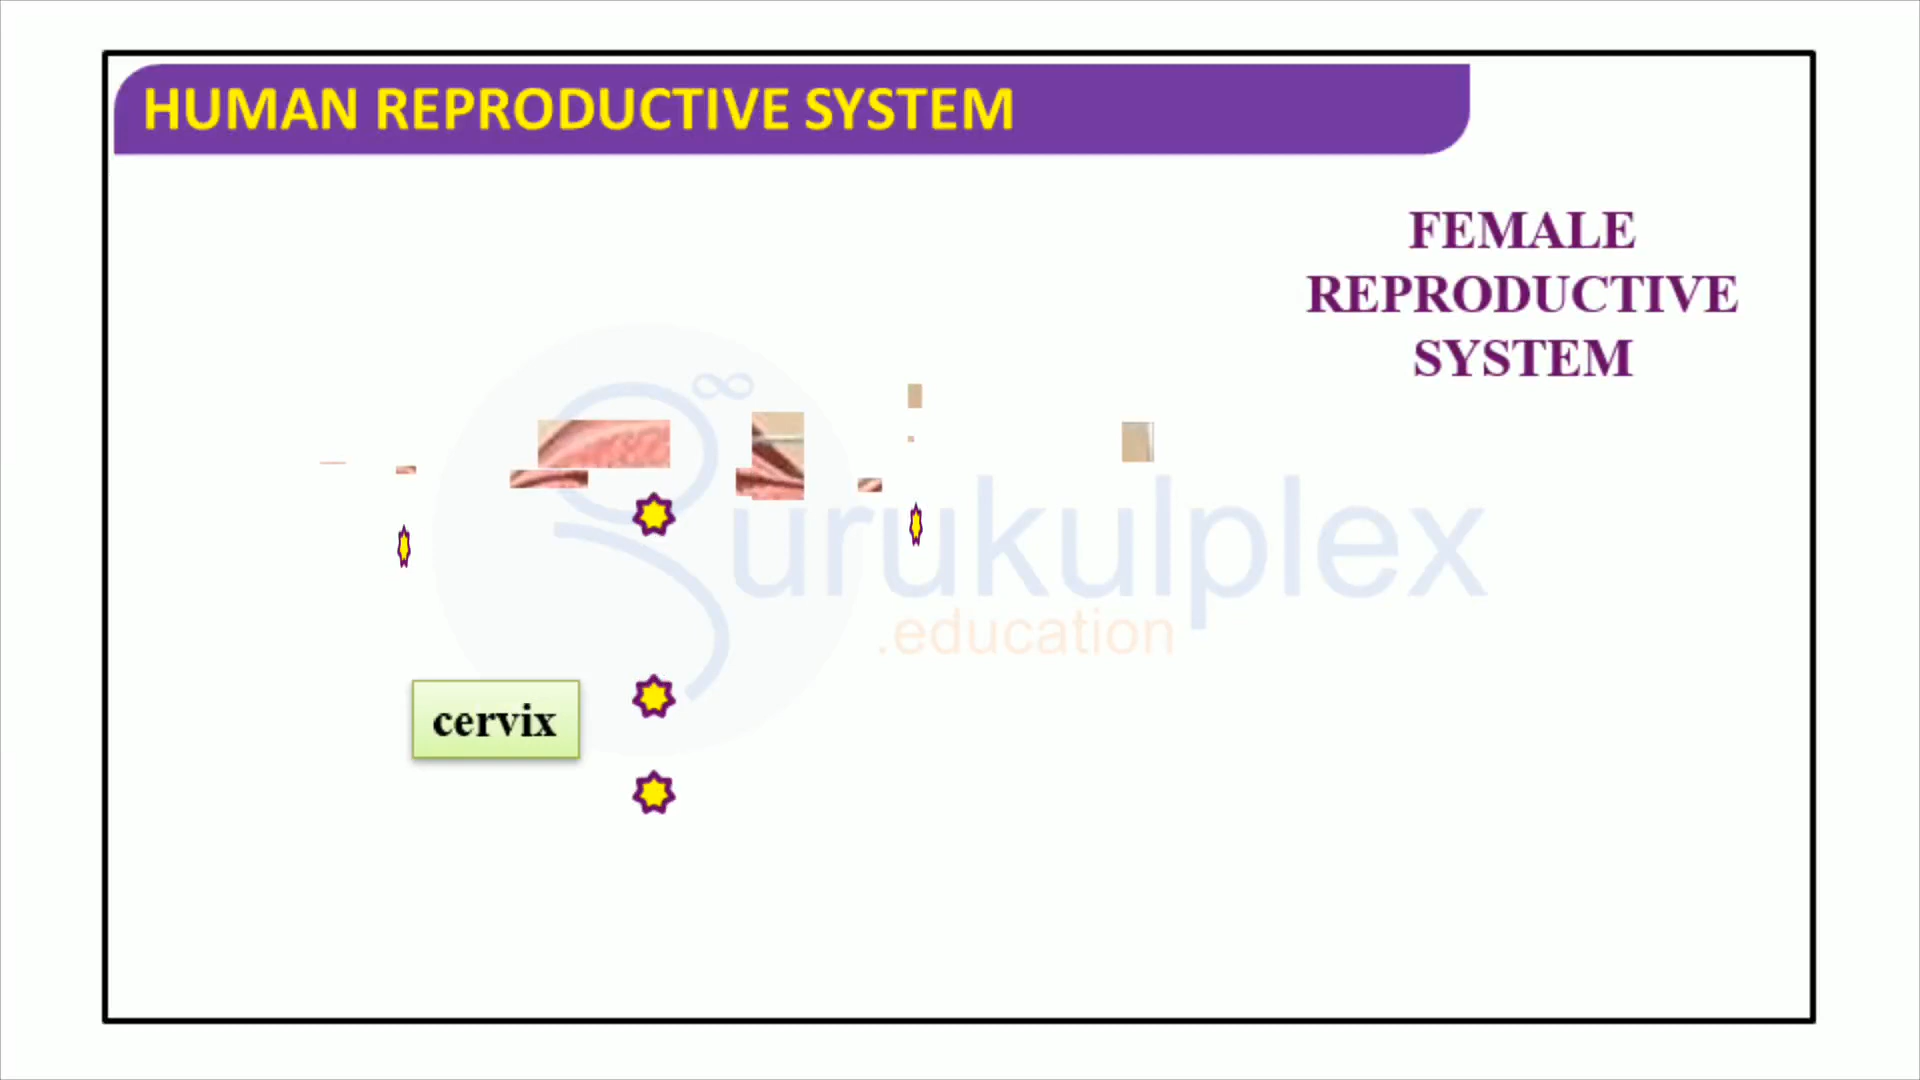 HUMAN REPRODUCTIVE SYSTEM
FEMALE
REPRODUCTIVE
SYSTEM
urukulplex
.education
cervix